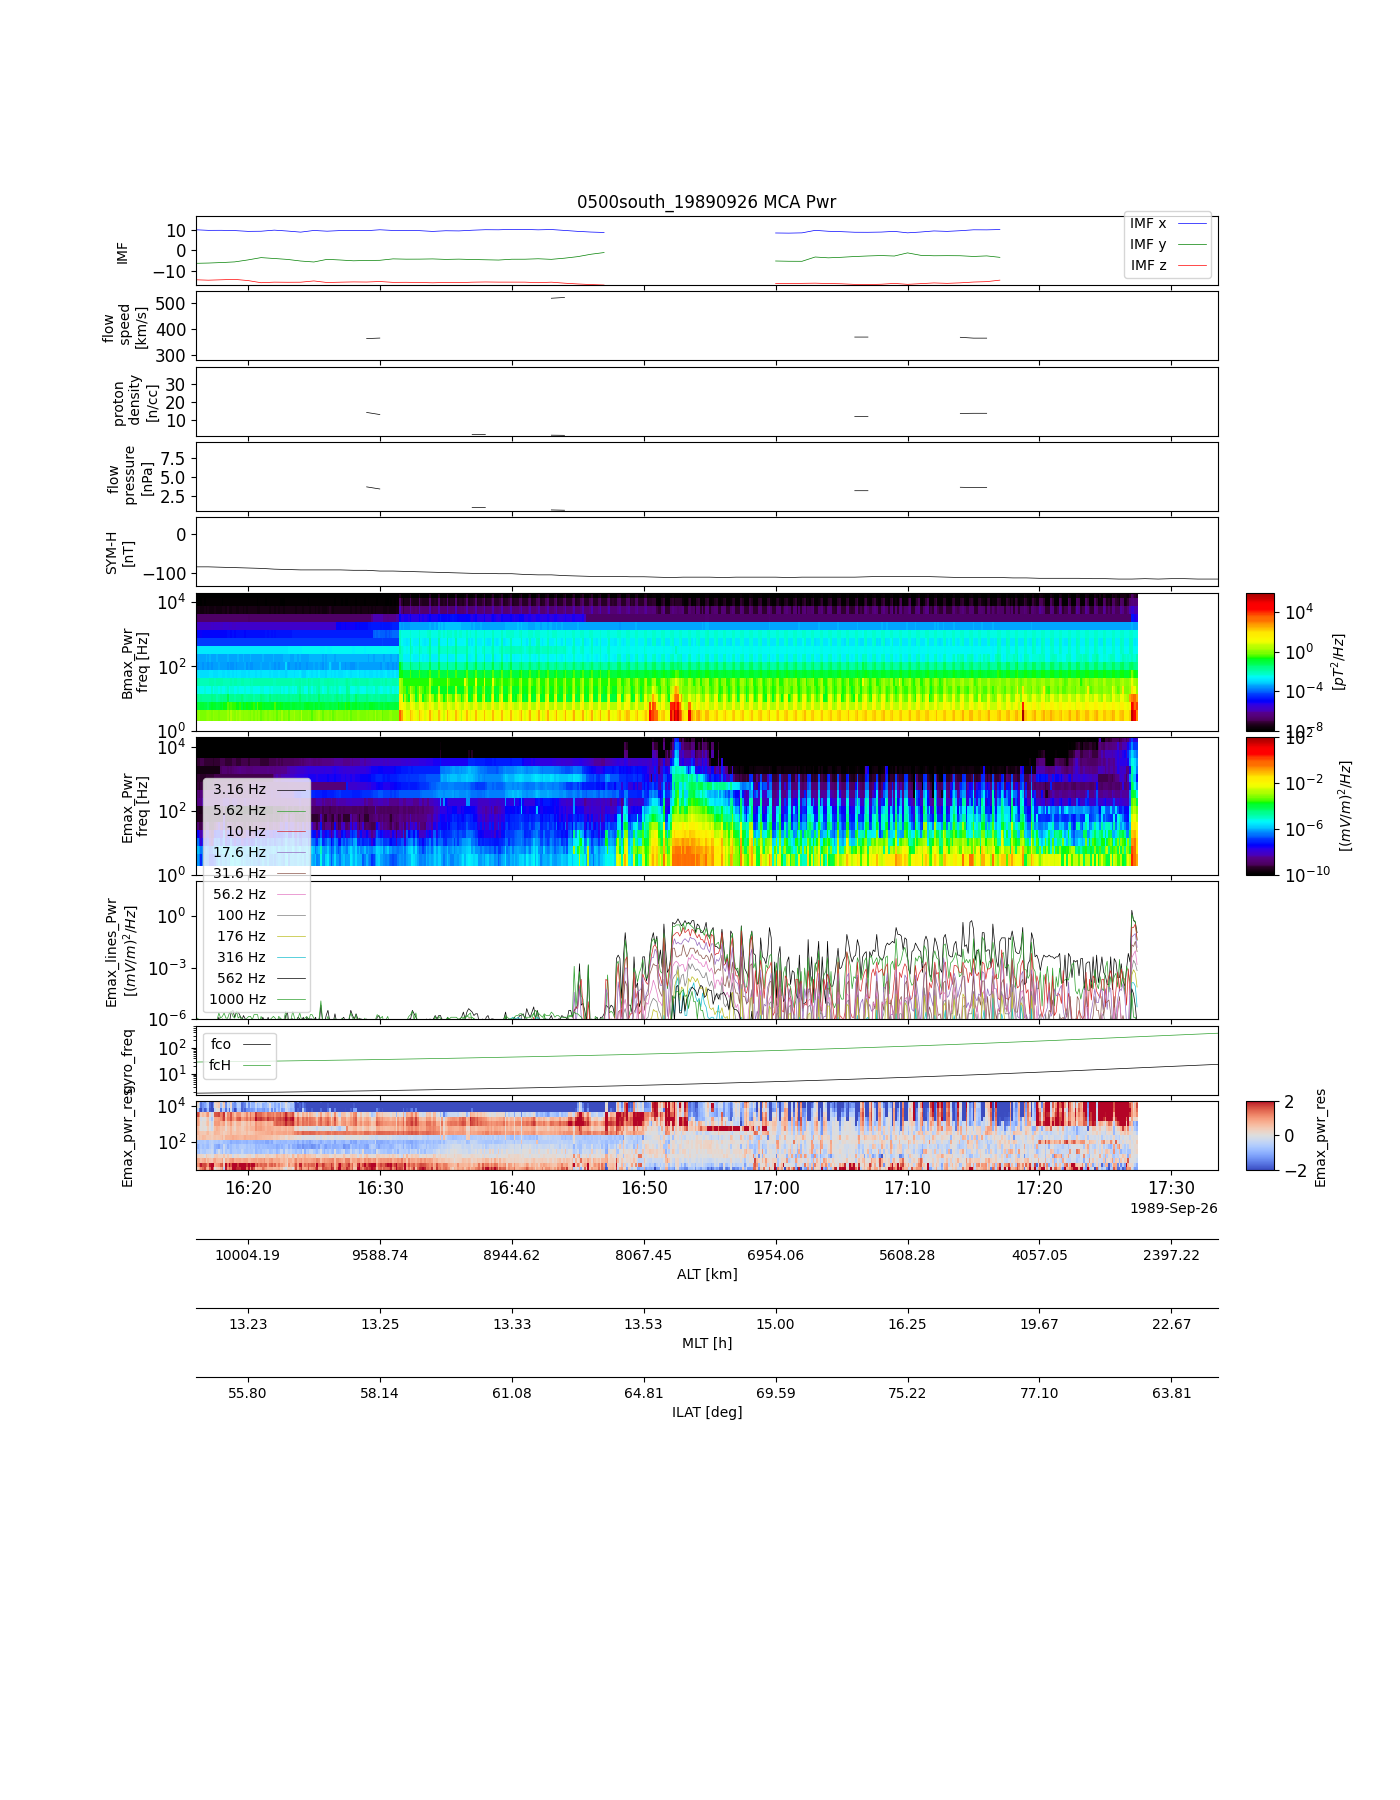 0500south_19890926 MCA Pwr
IMF
10
0
−10
IMF x
IMF y
IMF z
flow
speed
[km/s]
500
400
300
proton
density
[n/cc]
30
20
10
flow
pressure
[nPa]
7.5
5.0
2.5
SYM-H
[nT]
0
−100
Bmax_Pwr
freq [Hz]
10^4
10^2
10^0
10^4
10^0
10^−4
10^−8
[pT^2/Hz]
Emax_Pwr
freq [Hz]
10^4
10^2
10^0
10^2
10^−2
10^−6
10^−10
[(mV/m)^2/Hz]
3.16 Hz
5.62 Hz
10 Hz
17.6 Hz
31.6 Hz
56.2 Hz
100 Hz
176 Hz
316 Hz
562 Hz
1000 Hz
Emax_lines_Pwr
[(mV/m)^2/Hz]
10^0
10^−3
10^−6
gyro_freq
10^2
10^1
fco
fcH
Emax_pwr_res
10^4
10^2
2
0
−2
Emax_pwr_res
16:20 16:30 16:40 16:50 17:00 17:10 17:20 17:30
1989-Sep-26
10004.19 9588.74 8944.62 8067.45 6954.06 5608.28 4057.05 2397.22
ALT [km]
13.23 13.25 13.33 13.53 15.00 16.25 19.67 22.67
MLT [h]
55.80 58.14 61.08 64.81 69.59 75.22 77.10 63.81
ILAT [deg]